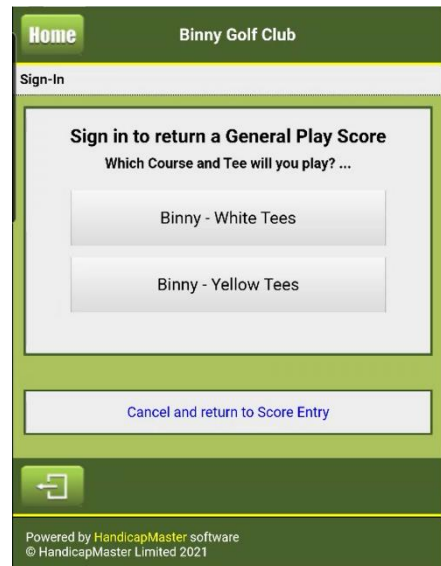 Home
Binny Golf Club
Sign-In
Sign in to return a General Play Score
Which Course and Tee will you play? ...
Binny - White Tees
Binny - Yellow Tees
Cancel and return to Score Entry
Powered by HandicapMaster software
© HandicapMaster Limited 2021